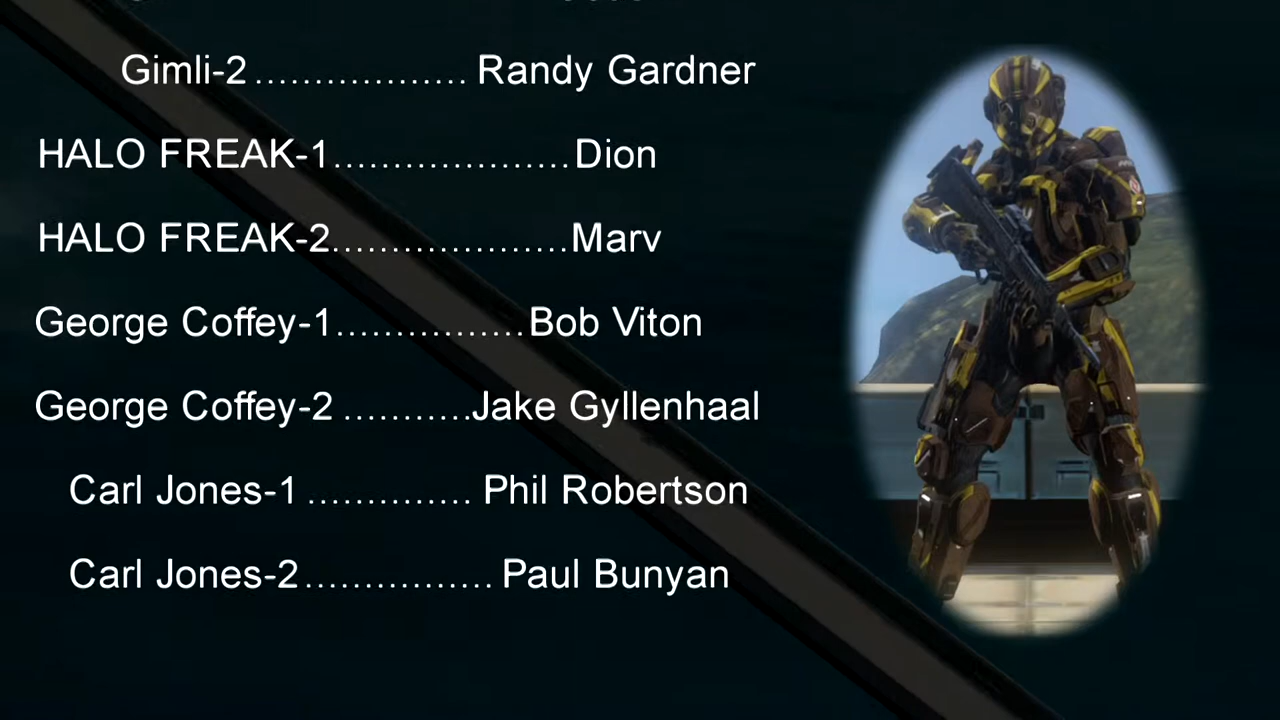 Gimli-2.................. Randy Gardner
HALO FREAK-1....................Dion
HALO FREAK-2....................Marv
George Coffey-1................Bob Viton
George Coffey-2 ...........Jake Gyllenhaal
Carl Jones-1 .............. Phil Robertson
Carl Jones-2................ Paul Bunyan